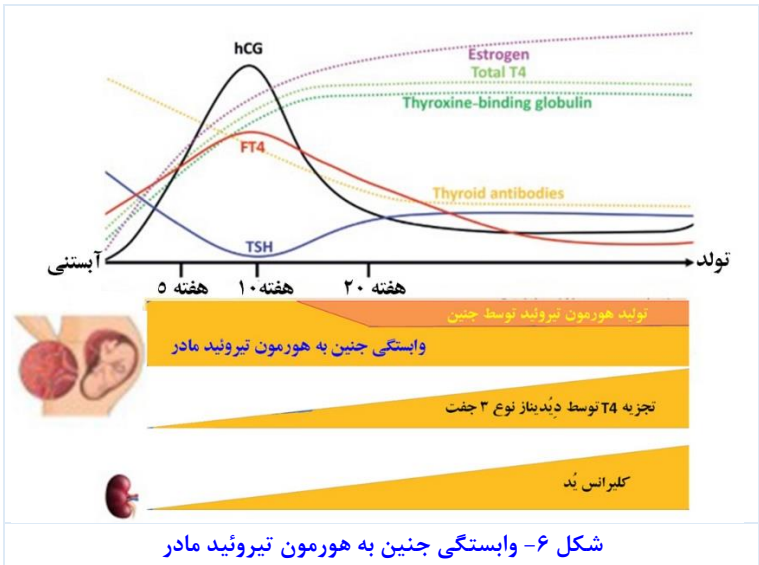 hCG
Estrogen
Total T4
Thyroxine-binding globulin
FT4
Thyroid antibodies
TSH
آبستنی
تولد
هفته ۵
هفته ۱۰
هفته ۲۰
تولید هورمون تیروئید توسط جنین
وابستگی جنین به هورمون تیروئید مادر
تجزیه T4 توسط دِیُدیناز نوع ۳ جفت
کلیرانس یُد
شکل ۶- وابستگی جنین به هورمون تیروئید مادر